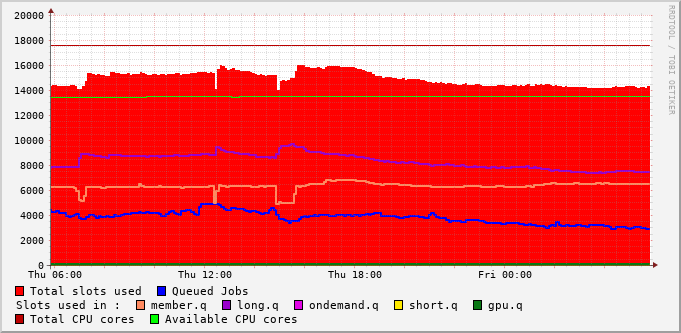 RRDTOOL / TOBI OETIKER
20000
18000
16000
14000
12000
10000
8000
6000
4000
2000
0
Thu 06:00 Thu 12:00 Thu 18:00 Fri 00:00
Total slots used Queued Jobs
Slots used in : member.q long.q ondemand.q short.q gpu.q
Total CPU cores Available CPU cores